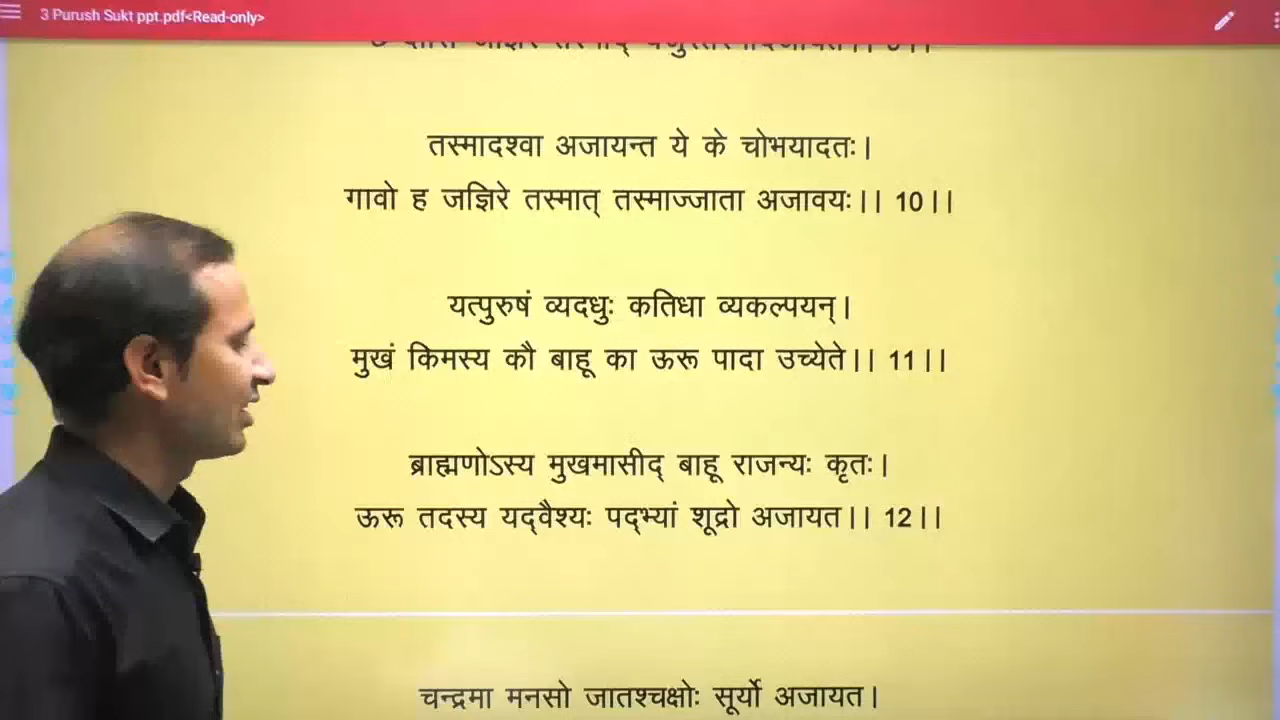 3 Purush Sukt ppt.pdf<Read-only>
तस्मादश्वा अजायन्त ये के चोभयादतः।
गावो ह जज्ञिरे तस्मात् तस्माज्जाता अजावयः।। 10।।
यत्पुरुषं व्यदधुः कतिधा व्यकल्पयन्।
मुखं किमस्य कौ बाहू का ऊरू पादा उच्येते।। 11।।
ब्राह्मणोऽस्य मुखमासीद् बाहू राजन्यः कृतः।
ऊरू तदस्य यद्वैश्यः पद्भ्यां शूद्रो अजायत।। 12।।
चन्द्रमा मनसो जातश्चक्षोः सूर्यो अजायत।